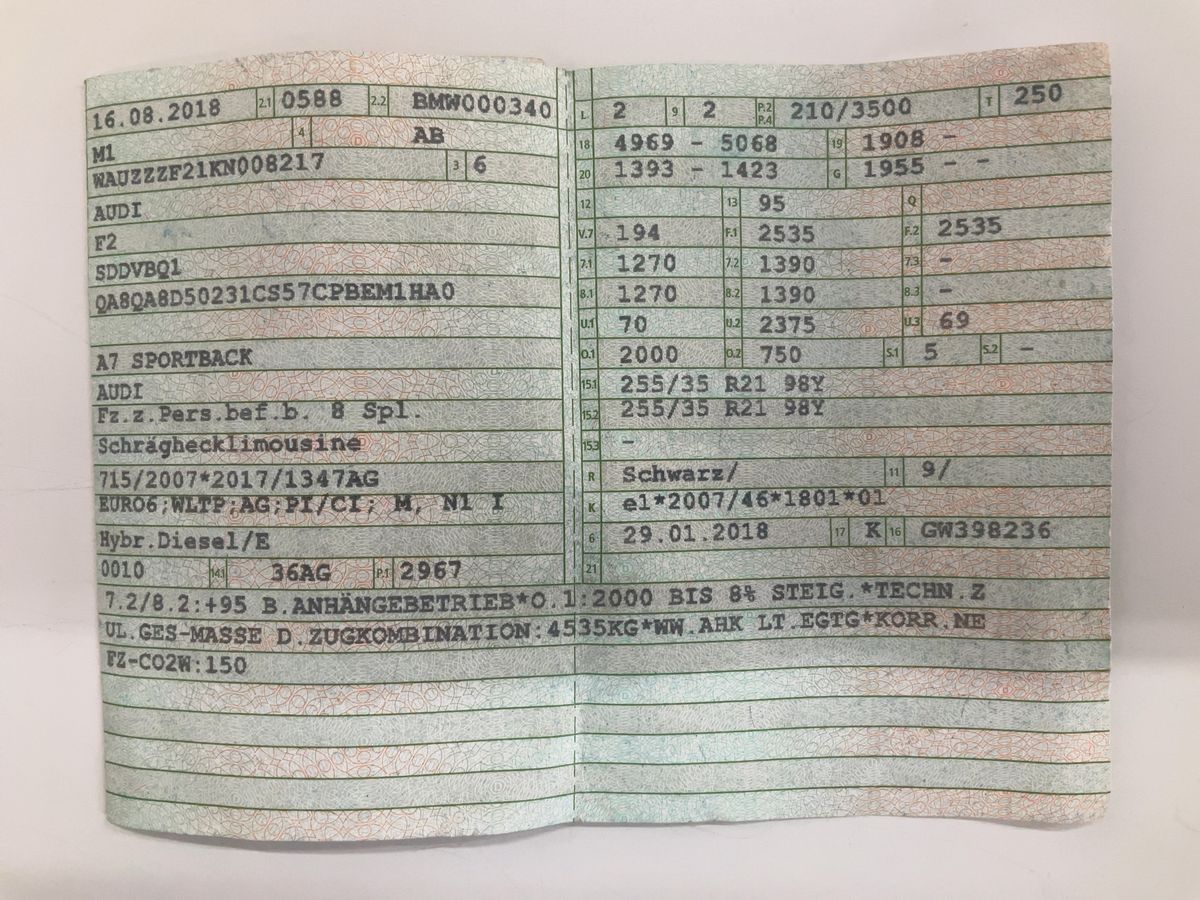 16.08.2018 2.1 0588 2.2 BMW000340
M1 4 AB
WAUZZZF21KN008217 3 6
AUDI
F2
SDDVBQ1
QA8QA8D50231CS57CPBEM1HA0
A7 SPORTBACK
AUDI
Fz.z.Pers.bef.b. 8 Spl.
Schräghecklimousine
715/2007*2017/1347AG
EURO6;WLTP;AG;PI/CI; M, N1 I
Hybr.Diesel/E
0010 14.1 36AG P.1 2967
L 2 9 2 P.2 P.4 210/3500 T 250
18 4969 - 5068 19 1908 -
20 1393 - 1423 G 1955 - -
12 13 95 Q
V.7 194 F.1 2535 F.2 2535
7.1 1270 7.2 1390 7.3 -
8.1 1270 8.2 1390 8.3 -
U.1 70 U.2 2375 U.3 69
O.1 2000 O.2 750 S.1 5 S.2 -
15.1 255/35 R21 98Y
15.2 255/35 R21 98Y
15.3 -
R Schwarz/ 11 9/
K e1*2007/46*1801*01
6 29.01.2018 17 K 16 GW398236
21
7.2/8.2:+95 B.ANHÄNGEBETRIEB*O.1:2000 BIS 8% STEIG.*TECHN.Z
UL.GES-MASSE D.ZUGKOMBINATION:4535KG*WW.AHK LT.EGTG*KORR.NE
FZ-CO2W:150